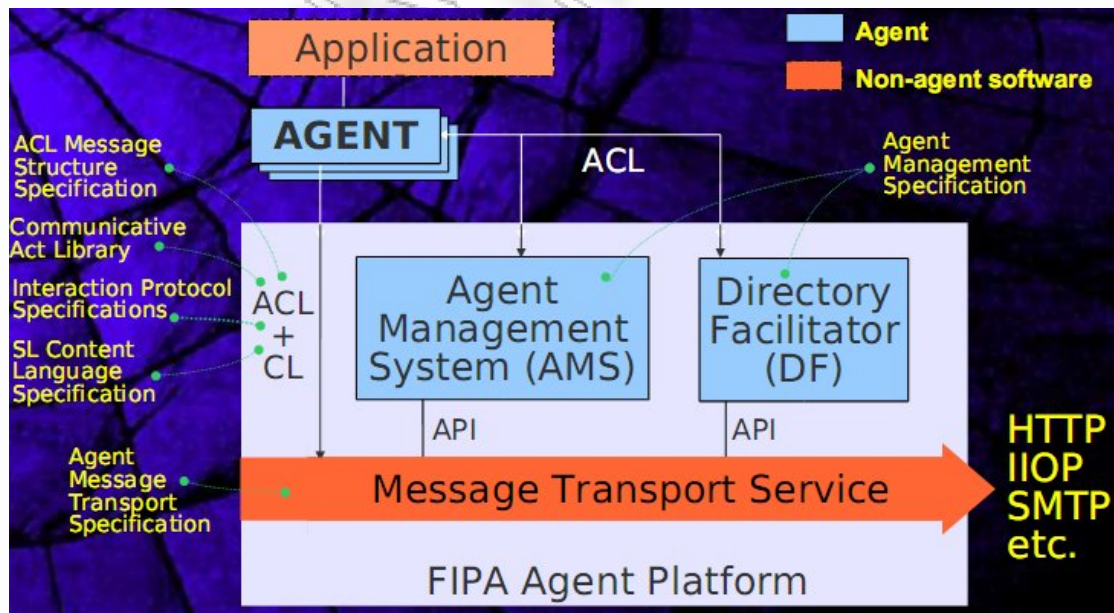 Application
Agent
Non-agent software
AGENT
ACL
ACL Message
Structure
Specification
Agent
Management
Specification
Communicative
Act Library
Interaction Protocol
Specifications
SL Content
Language
Specification
ACL
+
CL
Agent
Management
System (AMS)
Directory
Facilitator
(DF)
API
API
Agent
Message
Transport
Specification
Message Transport Service
HTTP
IIOP
SMTP
etc.
FIPA Agent Platform